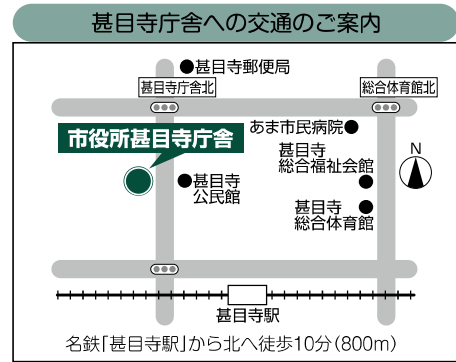 甚目寺庁舎への交通のご案内
●甚目寺郵便局
甚目寺庁舎北
総合体育館北
あま市民病院●
市役所甚目寺庁舎
甚目寺
総合福祉会館
N
●甚目寺
公民館
甚目寺
総合体育館
甚目寺駅
名鉄「甚目寺駅」から北へ徒歩10分(800m)